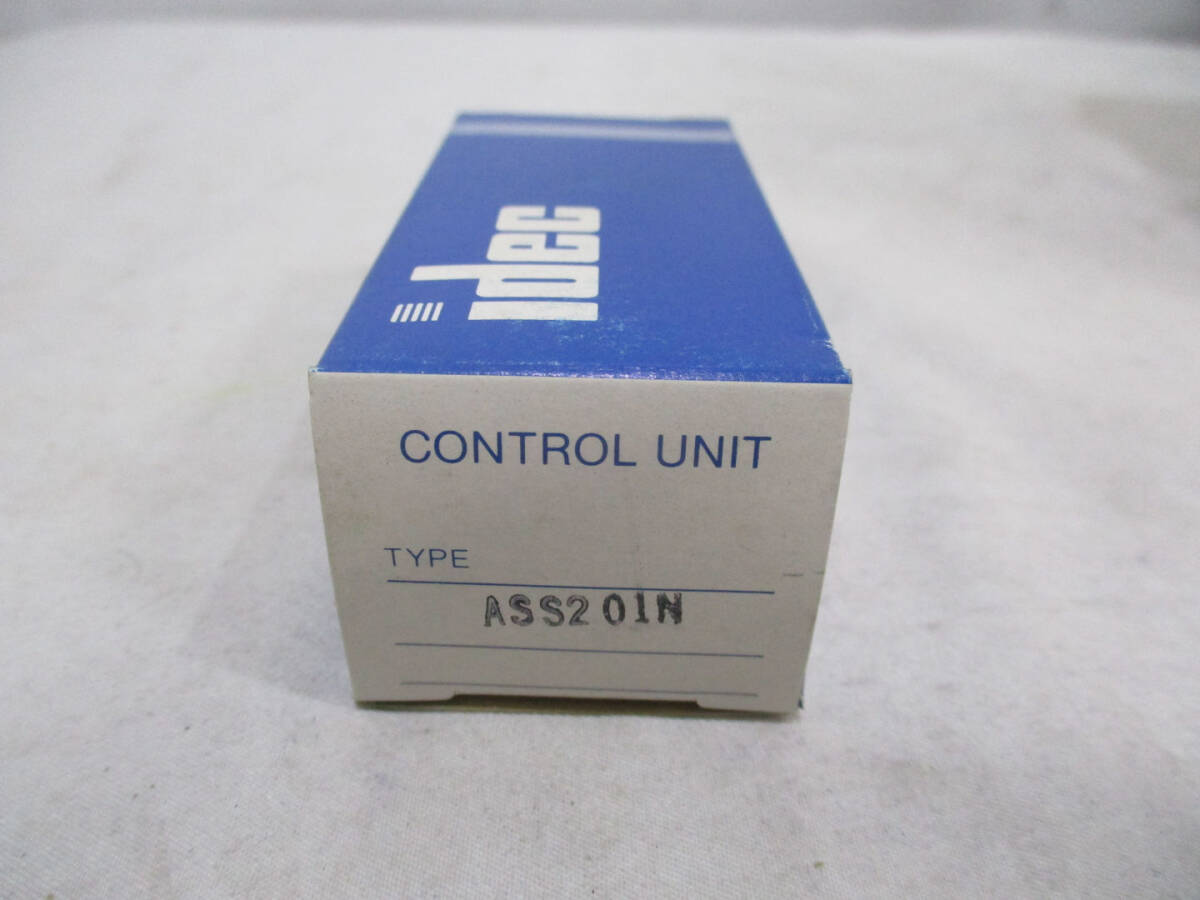 idec
CONTROL UNIT
TYPE
ASS201N